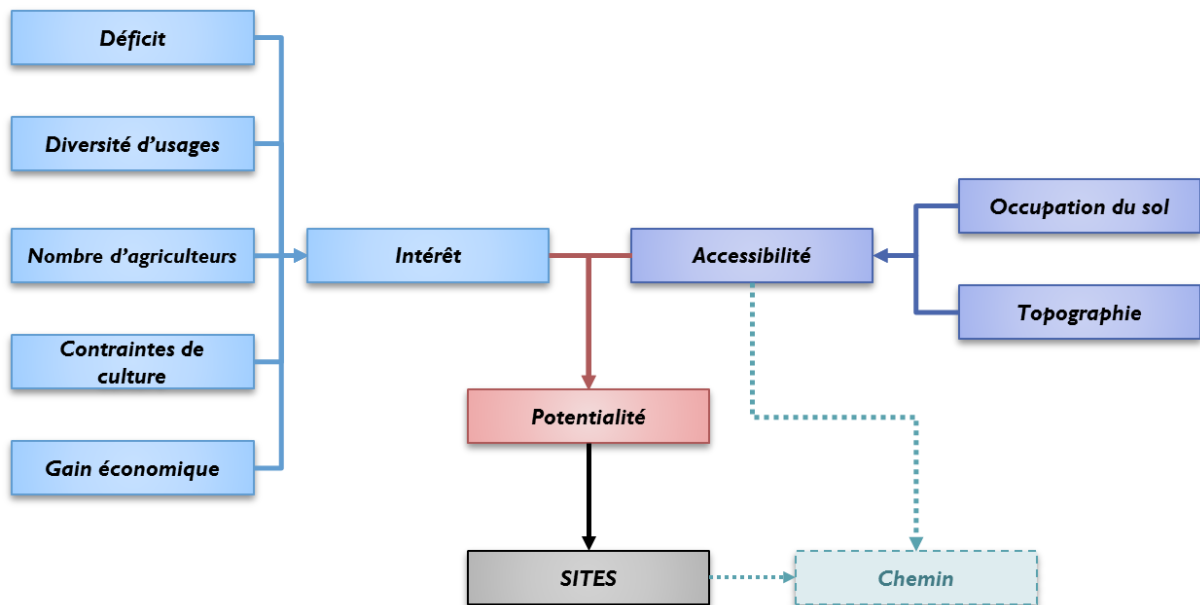 Déficit
Diversité d'usages
Nombre d'agriculteurs
Contraintes de
culture
Gain économique
Intérêt
Accessibilité
Occupation du sol
Topographie
Potentialité
SITES
Chemin